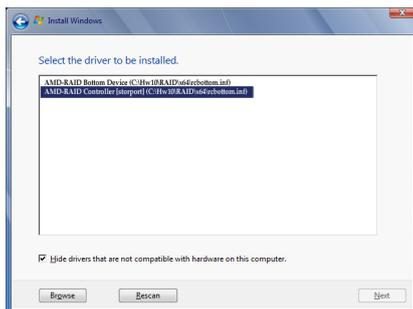 Install Windows
Select the driver to be installed.
AMD-RAID Bottom Device (C:\Hw10\RAID\x64\rcbottom.inf)
AMD-RAID Controller [storport] (C:\Hw10\RAID\x64\rcbottom.inf)
Hide drivers that are not compatible with hardware on this computer.
Browse
Rescan
Next